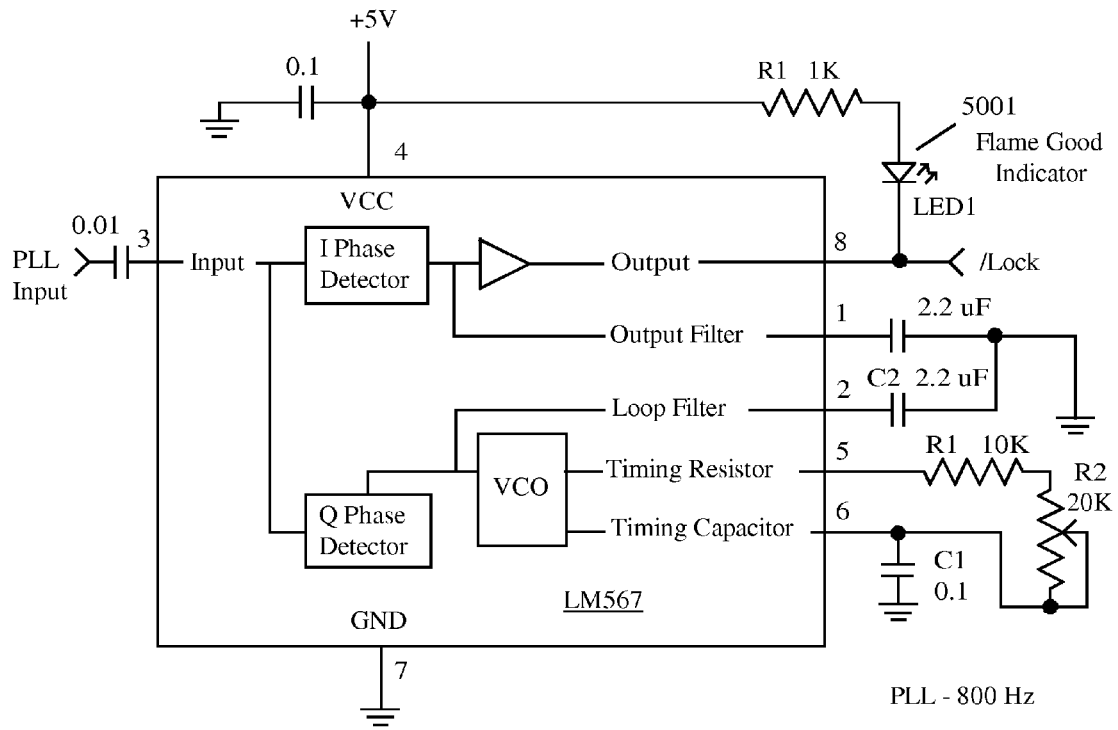 +5V
0.1
R1 1K
5001
Flame Good
Indicator
4
VCC
LED1
0.01
3
PLL
Input
Input
I Phase
Detector
Output
8
/Lock
Output Filter
1
2.2 uF
Loop Filter
2
C2 2.2 uF
VCO
Timing Resistor
5
R1 10K
R2
20K
Q Phase
Detector
Timing Capacitor
6
C1
0.1
LM567
GND
7
PLL - 800 Hz